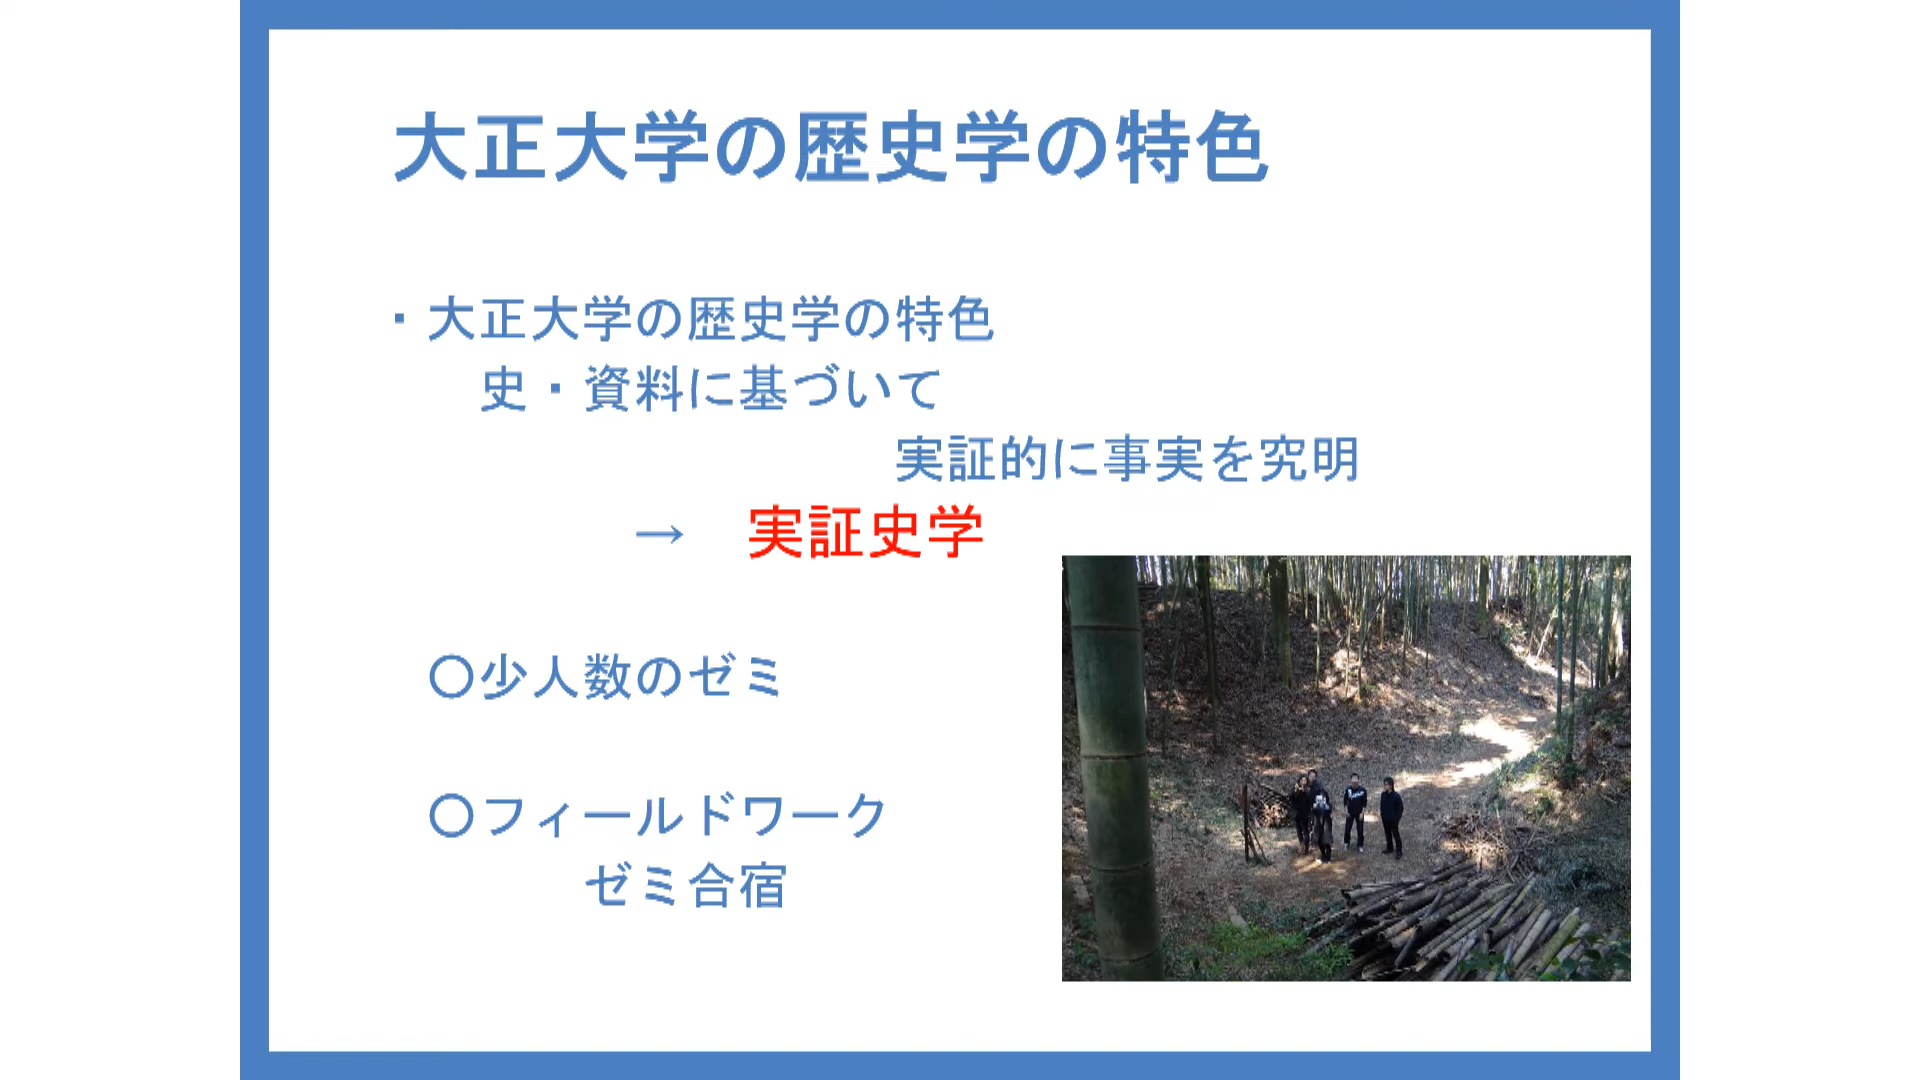 大正大学の歴史学の特色
・大正大学の歴史学の特色
史・資料に基づいて
実証的に事実を究明
→ 実証史学
○少人数のゼミ
○フィールドワーク
ゼミ合宿